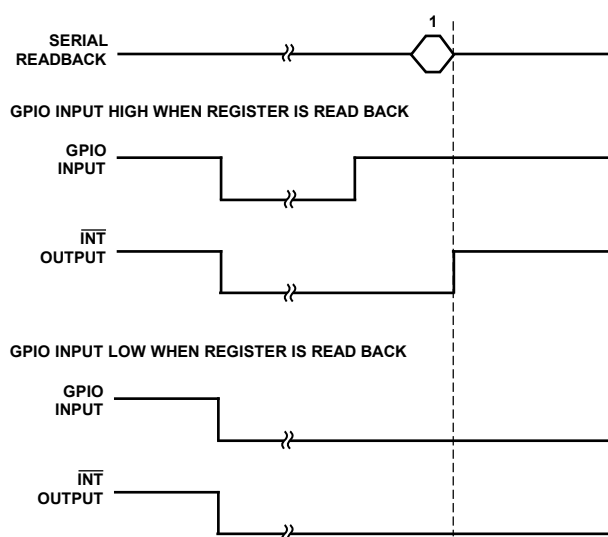 1
SERIAL
READBACK
GPIO INPUT HIGH WHEN REGISTER IS READ BACK
GPIO
INPUT
INT
OUTPUT
GPIO INPUT LOW WHEN REGISTER IS READ BACK
GPIO
INPUT
INT
OUTPUT